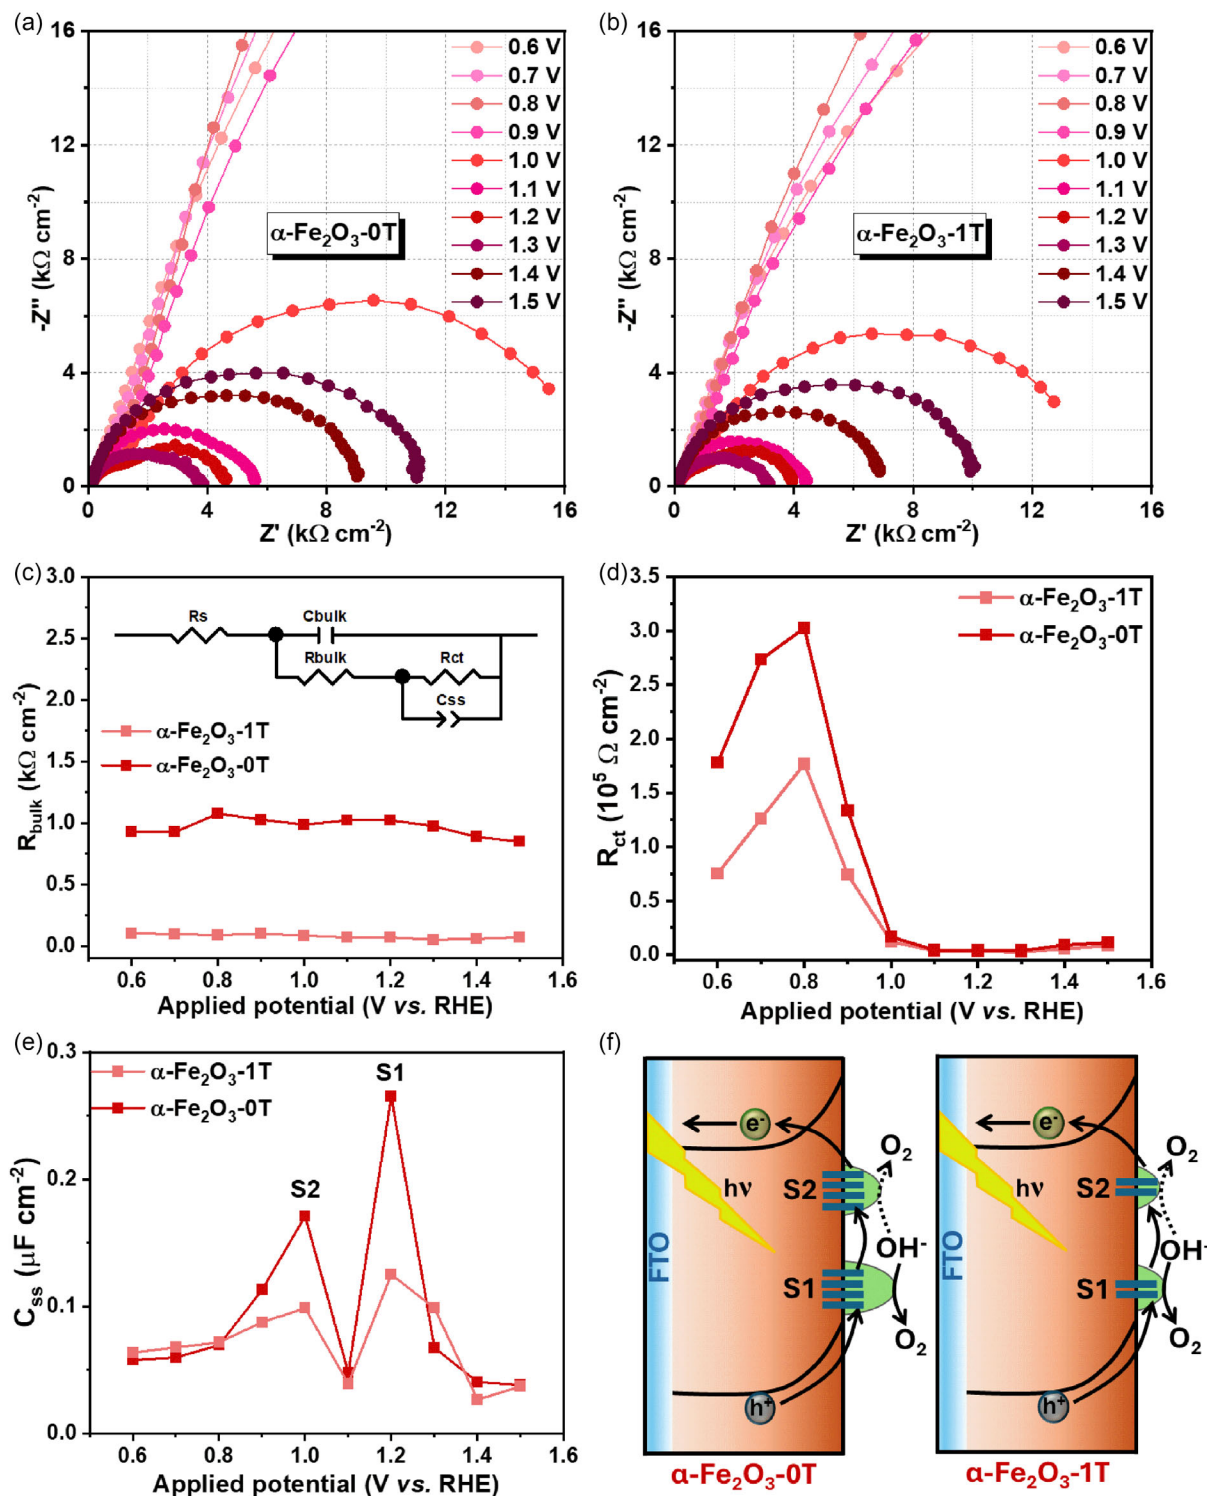 (a)
16
12
8
4
0
0 4 8 12 16
-Z'' (kΩ cm⁻²)
Z' (kΩ cm⁻²)
α-Fe₂O₃-0T
0.6 V
0.7 V
0.8 V
0.9 V
1.0 V
1.1 V
1.2 V
1.3 V
1.4 V
1.5 V
(b)
16
12
8
4
0
0 4 8 12 16
-Z'' (kΩ cm⁻²)
Z' (kΩ cm⁻²)
α-Fe₂O₃-1T
0.6 V
0.7 V
0.8 V
0.9 V
1.0 V
1.1 V
1.2 V
1.3 V
1.4 V
1.5 V
(c)
3.0
2.5
2.0
1.5
1.0
0.5
0.0
R_bulk (kΩ cm⁻²)
Rs
Cbulk
Rbulk
Rct
Css
α-Fe₂O₃-1T
α-Fe₂O₃-0T
0.6 0.8 1.0 1.2 1.4 1.6
Applied potential (V vs. RHE)
(d)
3.5
3.0
2.5
2.0
1.5
1.0
0.5
0.0
R_ct (10⁵ Ω cm⁻²)
α-Fe₂O₃-1T
α-Fe₂O₃-0T
0.6 0.8 1.0 1.2 1.4 1.6
Applied potential (V vs. RHE)
(e)
0.3
0.2
0.1
0.0
C_ss (μF cm⁻²)
α-Fe₂O₃-1T
α-Fe₂O₃-0T
S1
S2
0.6 0.8 1.0 1.2 1.4 1.6
Applied potential (V vs. RHE)
(f)
e⁻
O₂
hν
S2
OH⁻
FTO
S1
O₂
h⁺
α-Fe₂O₃-0T
e⁻
O₂
hν
S2
OH⁻
FTO
S1
O₂
h⁺
α-Fe₂O₃-1T